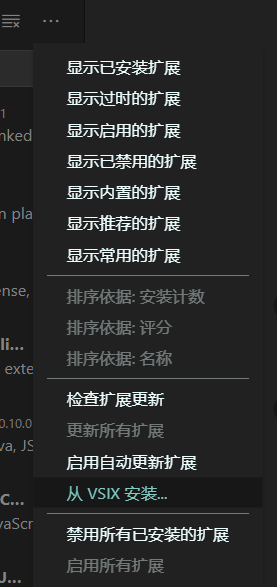 ...
显示已安装扩展
1
nked
显示过时的扩展
显示启用的扩展
显示已禁用的扩展
显示内置的扩展
n pla
显示推荐的扩展
显示常用的扩展
ense,
排序依据: 安装计数
排序依据: 评分
li...
排序依据: 名称
exte
检查扩展更新
0.10.0
更新所有扩展
va, JS
启用自动更新扩展
C...
从 VSIX 安装...
vaScr
禁用所有已安装的扩展
启用所有扩展
J...